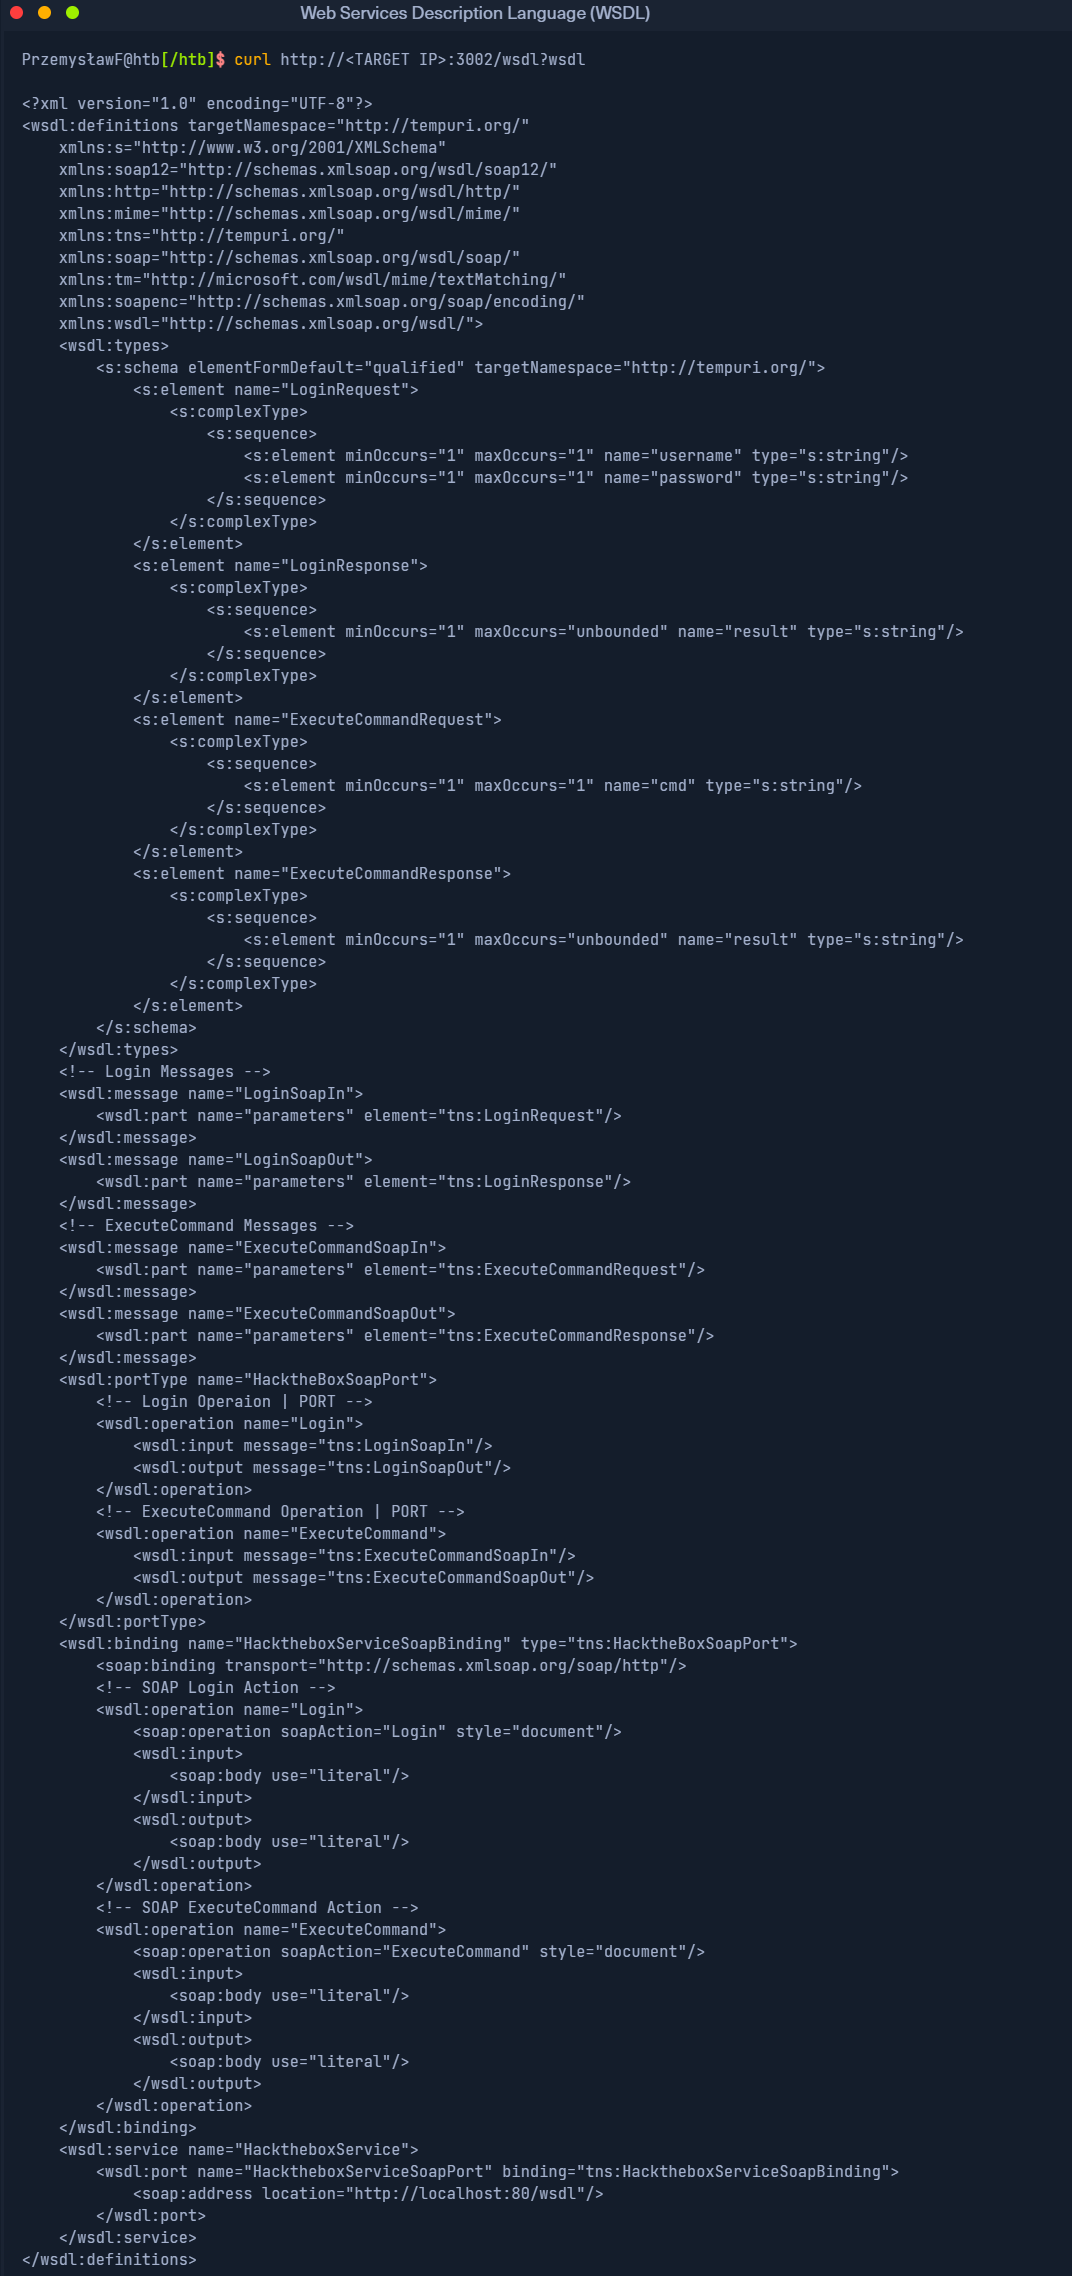 Web Services Description Language (WSDL)
PrzemysławF@htb[/htb]$ curl http://<TARGET IP>:3002/wsdl?wsdl
<?xml version="1.0" encoding="UTF-8"?>
<wsdl:definitions targetNamespace="http://tempuri.org/"
    xmlns:s="http://www.w3.org/2001/XMLSchema"
    xmlns:soap12="http://schemas.xmlsoap.org/wsdl/soap12/"
    xmlns:http="http://schemas.xmlsoap.org/wsdl/http/"
    xmlns:mime="http://schemas.xmlsoap.org/wsdl/mime/"
    xmlns:tns="http://tempuri.org/"
    xmlns:soap="http://schemas.xmlsoap.org/wsdl/soap/"
    xmlns:tm="http://microsoft.com/wsdl/mime/textMatching/"
    xmlns:soapenc="http://schemas.xmlsoap.org/soap/encoding/"
    xmlns:wsdl="http://schemas.xmlsoap.org/wsdl/">
    <wsdl:types>
        <s:schema elementFormDefault="qualified" targetNamespace="http://tempuri.org/">
            <s:element name="LoginRequest">
                <s:complexType>
                    <s:sequence>
                        <s:element minOccurs="1" maxOccurs="1" name="username" type="s:string"/>
                        <s:element minOccurs="1" maxOccurs="1" name="password" type="s:string"/>
                    </s:sequence>
                </s:complexType>
            </s:element>
            <s:element name="LoginResponse">
                <s:complexType>
                    <s:sequence>
                        <s:element minOccurs="1" maxOccurs="unbounded" name="result" type="s:string"/>
                    </s:sequence>
                </s:complexType>
            </s:element>
            <s:element name="ExecuteCommandRequest">
                <s:complexType>
                    <s:sequence>
                        <s:element minOccurs="1" maxOccurs="1" name="cmd" type="s:string"/>
                    </s:sequence>
                </s:complexType>
            </s:element>
            <s:element name="ExecuteCommandResponse">
                <s:complexType>
                    <s:sequence>
                        <s:element minOccurs="1" maxOccurs="unbounded" name="result" type="s:string"/>
                    </s:sequence>
                </s:complexType>
            </s:element>
        </s:schema>
    </wsdl:types>
    <!-- Login Messages -->
    <wsdl:message name="LoginSoapIn">
        <wsdl:part name="parameters" element="tns:LoginRequest"/>
    </wsdl:message>
    <wsdl:message name="LoginSoapOut">
        <wsdl:part name="parameters" element="tns:LoginResponse"/>
    </wsdl:message>
    <!-- ExecuteCommand Messages -->
    <wsdl:message name="ExecuteCommandSoapIn">
        <wsdl:part name="parameters" element="tns:ExecuteCommandRequest"/>
    </wsdl:message>
    <wsdl:message name="ExecuteCommandSoapOut">
        <wsdl:part name="parameters" element="tns:ExecuteCommandResponse"/>
    </wsdl:message>
    <wsdl:portType name="HacktheBoxSoapPort">
        <!-- Login Operaion | PORT -->
        <wsdl:operation name="Login">
            <wsdl:input message="tns:LoginSoapIn"/>
            <wsdl:output message="tns:LoginSoapOut"/>
        </wsdl:operation>
        <!-- ExecuteCommand Operation | PORT -->
        <wsdl:operation name="ExecuteCommand">
            <wsdl:input message="tns:ExecuteCommandSoapIn"/>
            <wsdl:output message="tns:ExecuteCommandSoapOut"/>
        </wsdl:operation>
    </wsdl:portType>
    <wsdl:binding name="HacktheboxServiceSoapBinding" type="tns:HacktheBoxSoapPort">
        <soap:binding transport="http://schemas.xmlsoap.org/soap/http"/>
        <!-- SOAP Login Action -->
        <wsdl:operation name="Login">
            <soap:operation soapAction="Login" style="document"/>
            <wsdl:input>
                <soap:body use="literal"/>
            </wsdl:input>
            <wsdl:output>
                <soap:body use="literal"/>
            </wsdl:output>
        </wsdl:operation>
        <!-- SOAP ExecuteCommand Action -->
        <wsdl:operation name="ExecuteCommand">
            <soap:operation soapAction="ExecuteCommand" style="document"/>
            <wsdl:input>
                <soap:body use="literal"/>
            </wsdl:input>
            <wsdl:output>
                <soap:body use="literal"/>
            </wsdl:output>
        </wsdl:operation>
    </wsdl:binding>
    <wsdl:service name="HacktheboxService">
        <wsdl:port name="HacktheboxServiceSoapPort" binding="tns:HacktheboxServiceSoapBinding">
            <soap:address location="http://localhost:80/wsdl"/>
        </wsdl:port>
    </wsdl:service>
</wsdl:definitions>